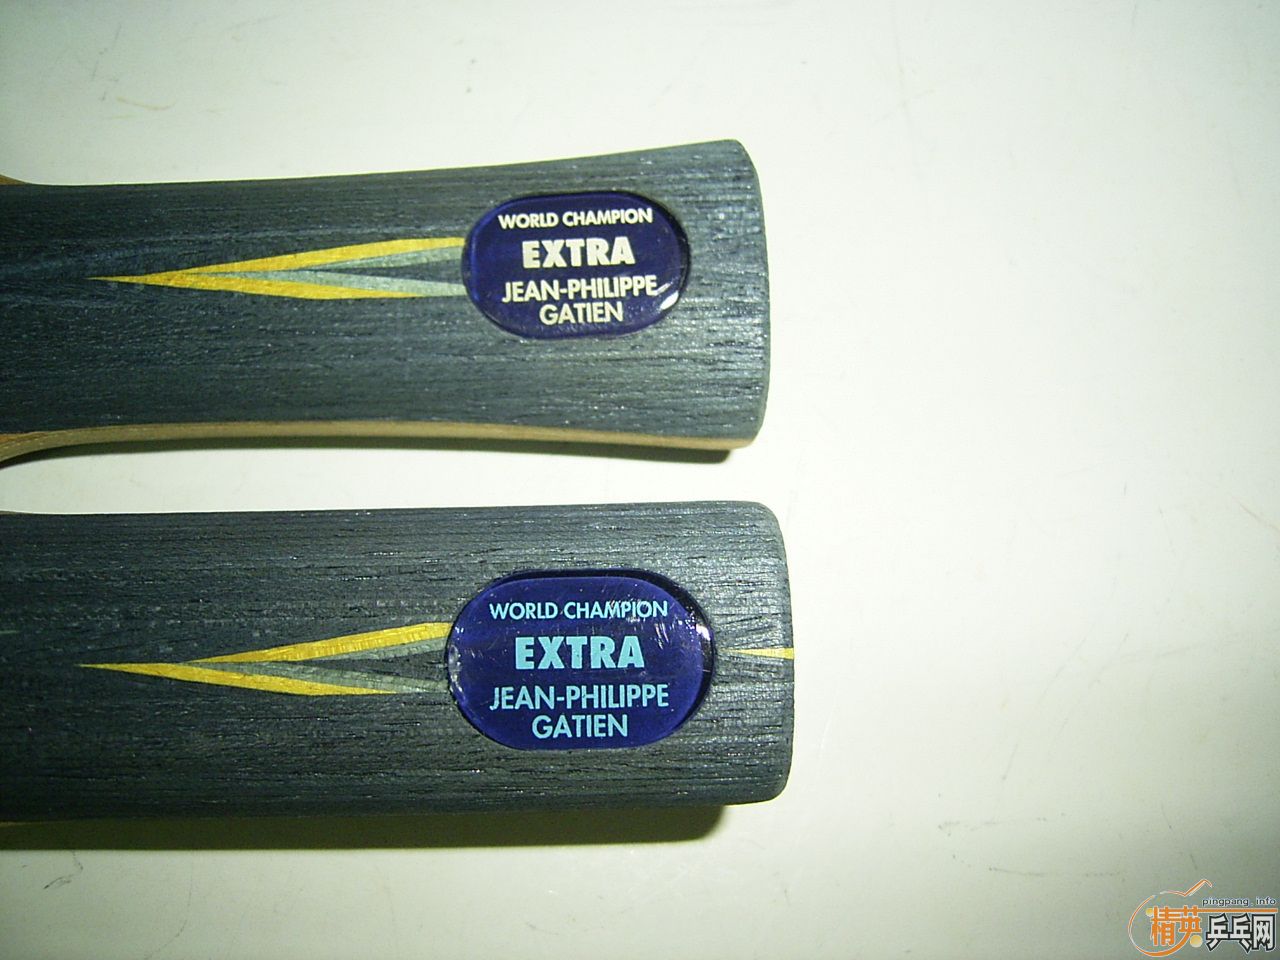 WORLD CHAMPION
EXTRA
JEAN-PHILIPPE
GATIEN
WORLD CHAMPION
EXTRA
JEAN-PHILIPPE
GATIEN
pingpang.info
精英乒乓网